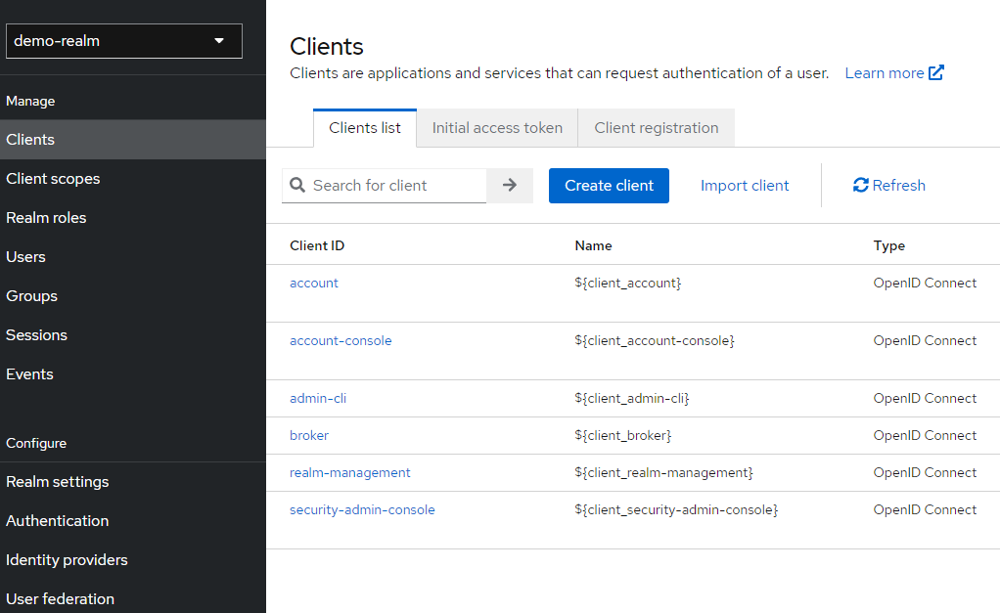 demo-realm
Manage
Clients
Client scopes
Realm roles
Users
Groups
Sessions
Events
Configure
Realm settings
Authentication
Identity providers
User federation
Clients
Clients are applications and services that can request authentication of a user. Learn more
Clients list Initial access token Client registration
Search for client Create client Import client Refresh
Client ID Name Type
account ${client_account} OpenID Connect
account-console ${client_account-console} OpenID Connect
admin-cli ${client_admin-cli} OpenID Connect
broker ${client_broker} OpenID Connect
realm-management ${client_realm-management} OpenID Connect
security-admin-console ${client_security-admin-console} OpenID Connect